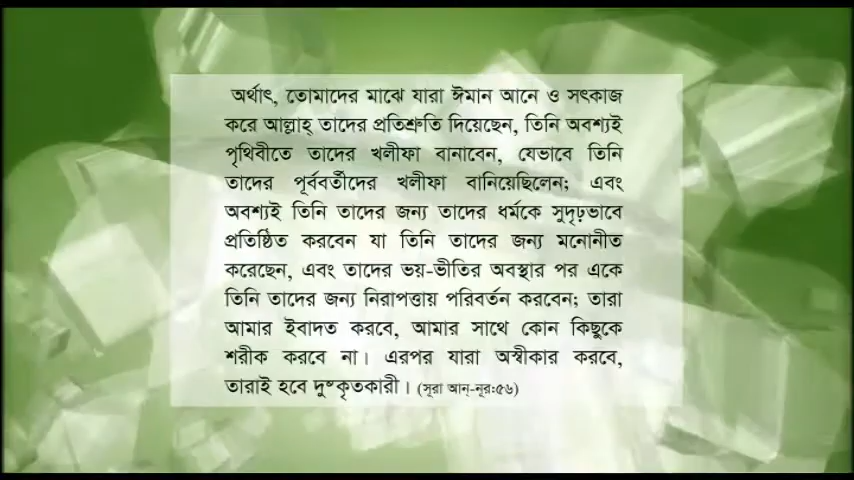 অর্থাৎ, তোমাদের মাঝে যারা ঈমান আনে ও সৎকাজ
করে আল্লাহ্ তাদের প্রতিশ্রুতি দিয়েছেন, তিনি অবশ্যই
পৃথিবীতে তাদের খলীফা বানাবেন, যেভাবে তিনি
তাদের পূর্ববর্তীদের খলীফা বানিয়েছিলেন; এবং
অবশ্যই তিনি তাদের জন্য তাদের ধর্মকে সুদৃঢ়ভাবে
প্রতিষ্ঠিত করবেন যা তিনি তাদের জন্য মনোনীত
করেছেন, এবং তাদের ভয়-ভীতির অবস্থার পর একে
তিনি তাদের জন্য নিরাপত্তায় পরিবর্তন করবেন; তারা
আমার ইবাদত করবে, আমার সাথে কোন কিছুকে
শরীক করবে না। এরপর যারা অস্বীকার করবে,
তারাই হবে দুষ্কৃতকারী। (সূরা আন্-নূর:৫৬)